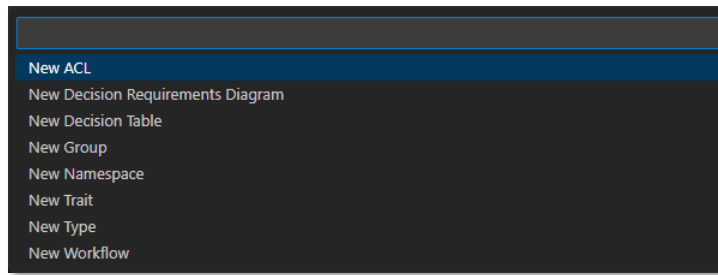 New ACL
New Decision Requirements Diagram
New Decision Table
New Group
New Namespace
New Trait
New Type
New Workflow